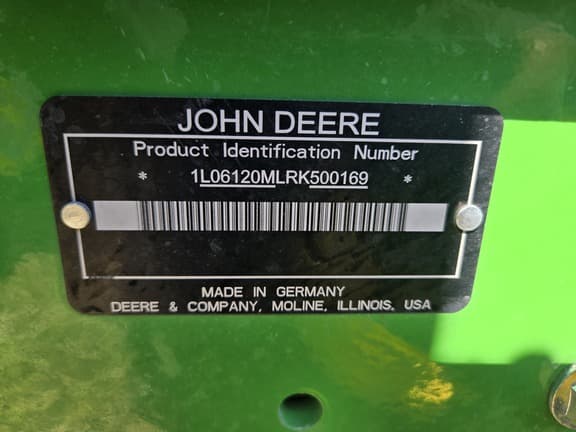 JOHN DEERE
Product Identification Number
* 1L06120MLRK500169 *
MADE IN GERMANY
DEERE & COMPANY, MOLINE, ILLINOIS, USA